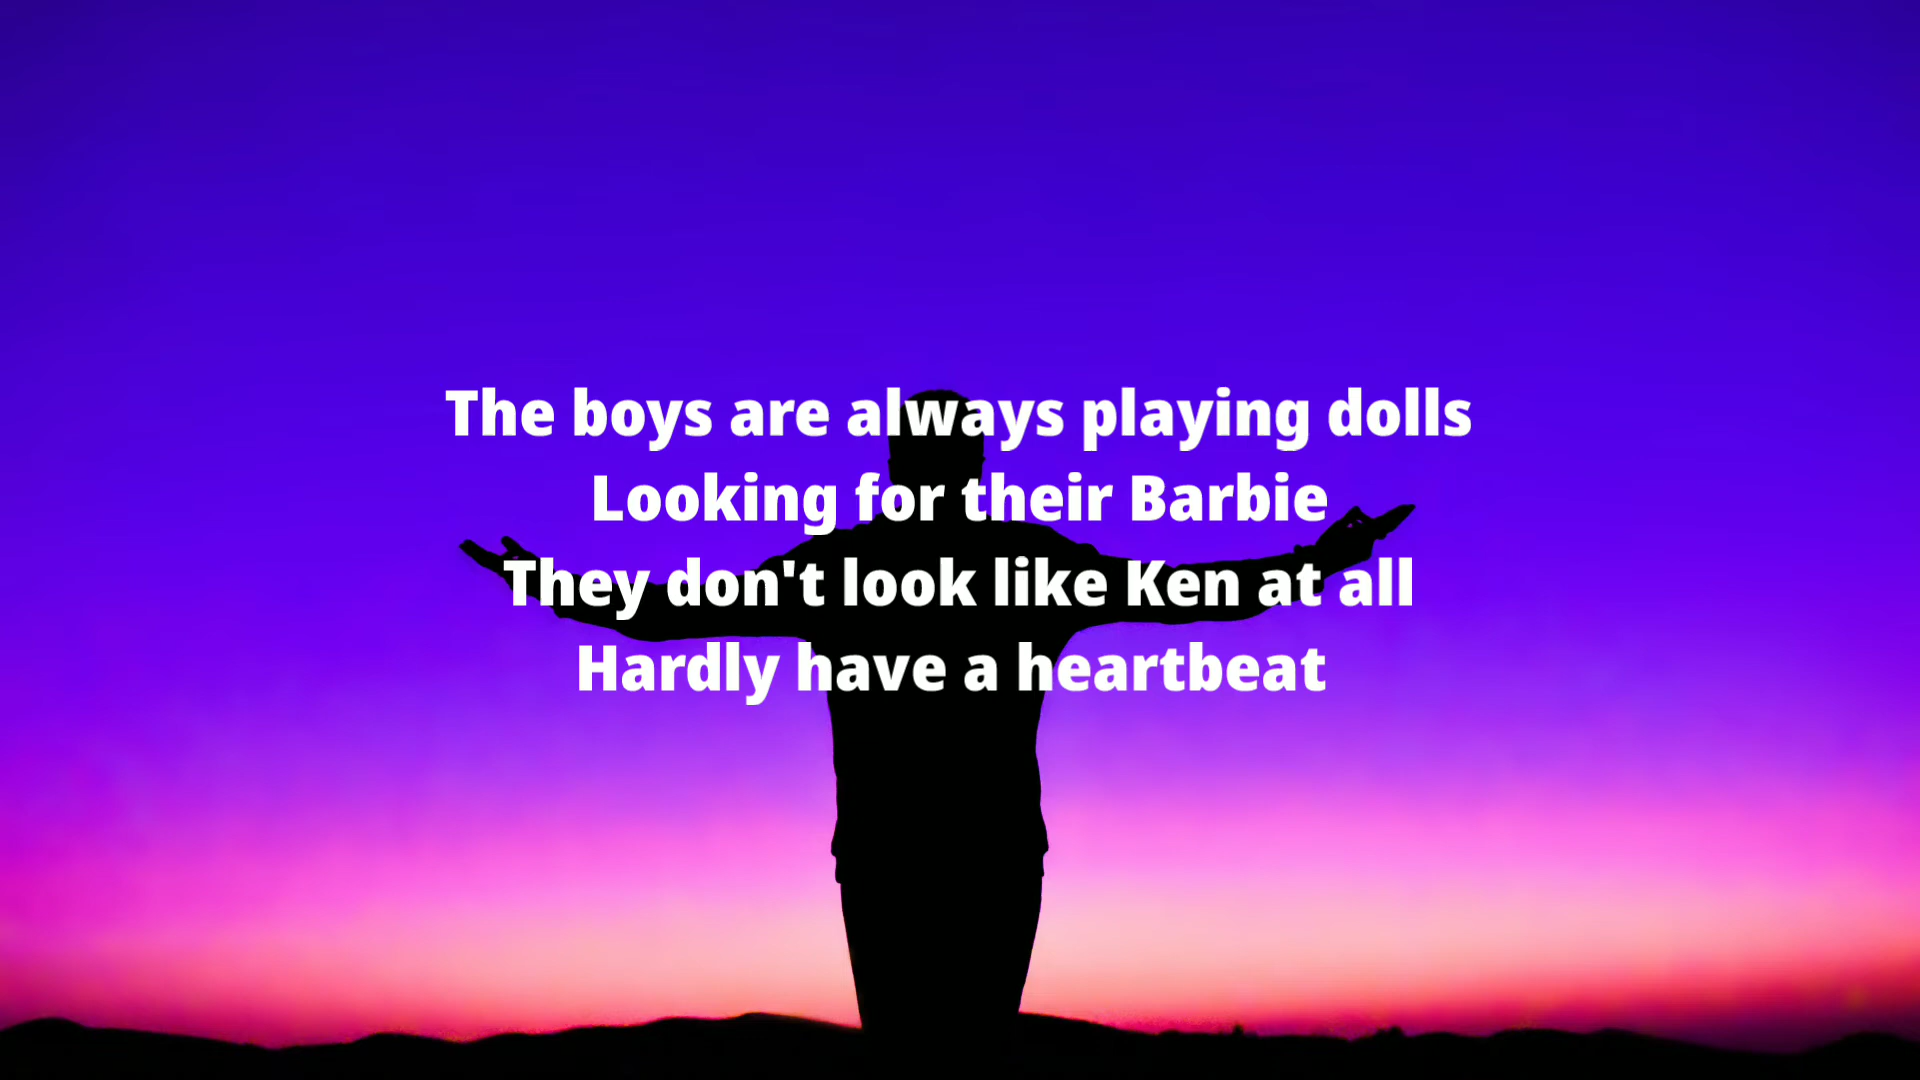 The boys are always playing dolls
Looking for their Barbie
They don't look like Ken at all
Hardly have a heartbeat